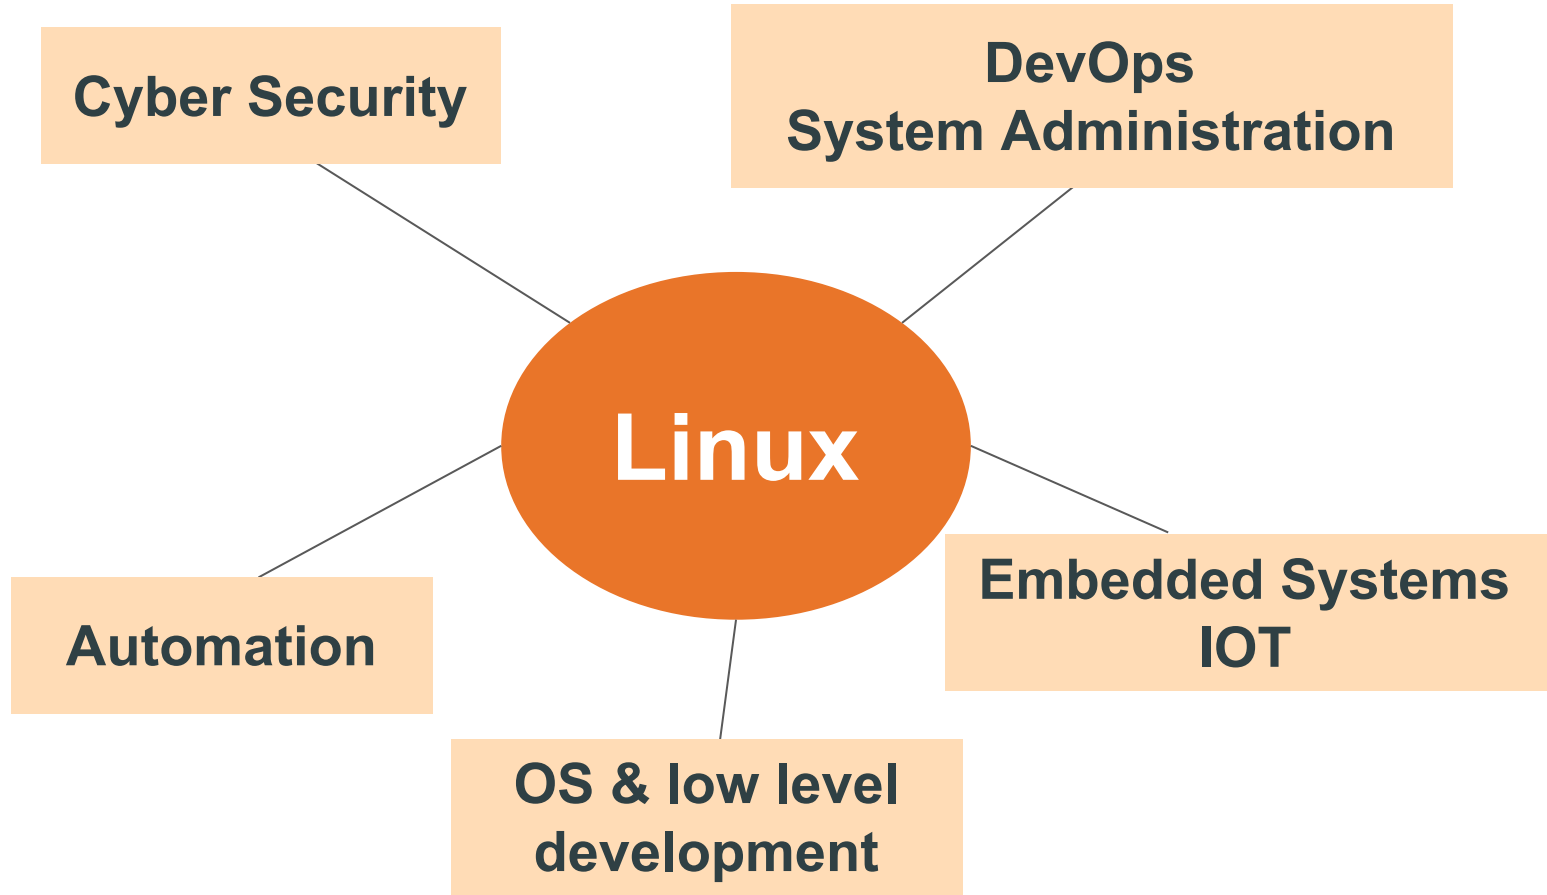 Cyber Security
DevOps
System Administration
Linux
Embedded Systems
IOT
Automation
OS & low level
development